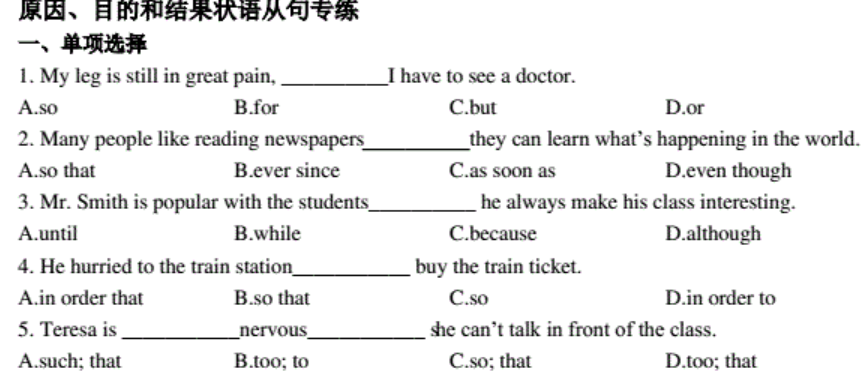 原因、目的和结果状语从句专练
一、单项选择
1. My leg is still in great pain, __________I have to see a doctor.
A.so B.for C.but D.or
2. Many people like reading newspapers__________they can learn what's happening in the world.
A.so that B.ever since C.as soon as D.even though
3. Mr. Smith is popular with the students__________ he always make his class interesting.
A.until B.while C.because D.although
4. He hurried to the train station___________ buy the train ticket.
A.in order that B.so that C.so D.in order to
5. Teresa is ___________nervous___________ she can't talk in front of the class.
A.such; that B.too; to C.so; that D.too; that